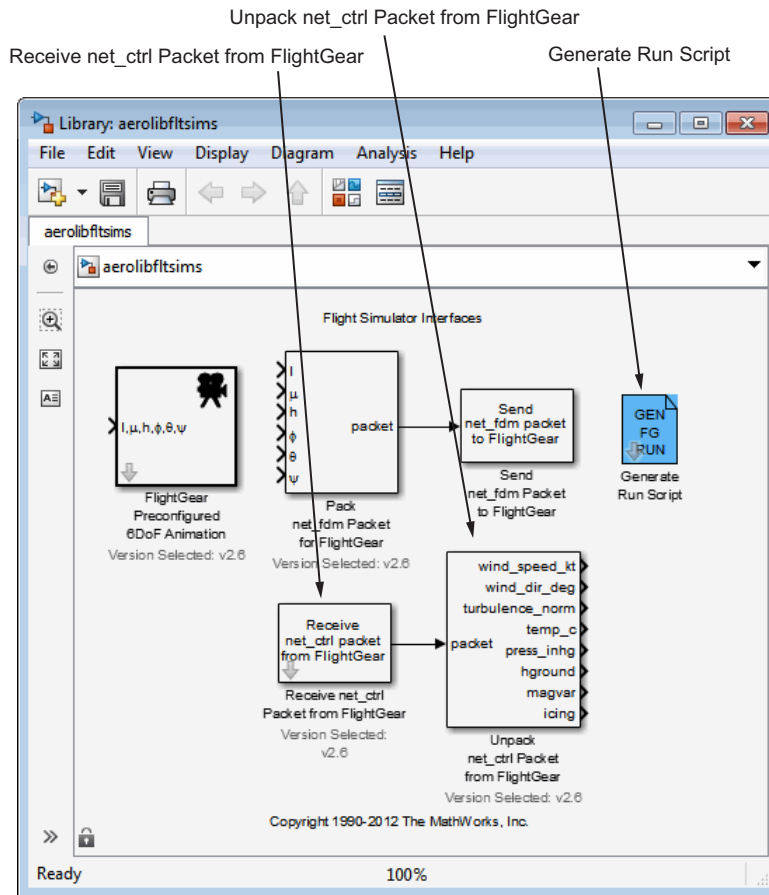 Unpack net_ctrl Packet from FlightGear
Receive net_ctrl Packet from FlightGear
Generate Run Script
Library: aerolibfltsims
File Edit View Display Diagram Analysis Help
aerolibfltsims
aerolibfltsims
Flight Simulator Interfaces
l,μ,h,ϕ,θ,ψ
FlightGear
Preconfigured
6DoF Animation
Version Selected: v2.6
l
μ
h
ϕ
θ
ψ
packet
Pack
net_fdm Packet
for FlightGear
Version Selected: v2.6
Send
net_fdm packet
to FlightGear
Send
net_fdm Packet
to FlightGear
GEN
FG
RUN
Generate
Run Script
Receive
net_ctrl packet
from FlightGear
Receive net_ctrl
Packet from FlightGear
Version Selected:
v2.6
packet
wind_speed_kt
wind_dir_deg
turbulence_norm
temp_c
press_inhg
hground
magvar
icing
Unpack
net_ctrl Packet
from FlightGear
Version Selected: v2.6
Copyright 1990-2012 The MathWorks, Inc.
Ready 100%